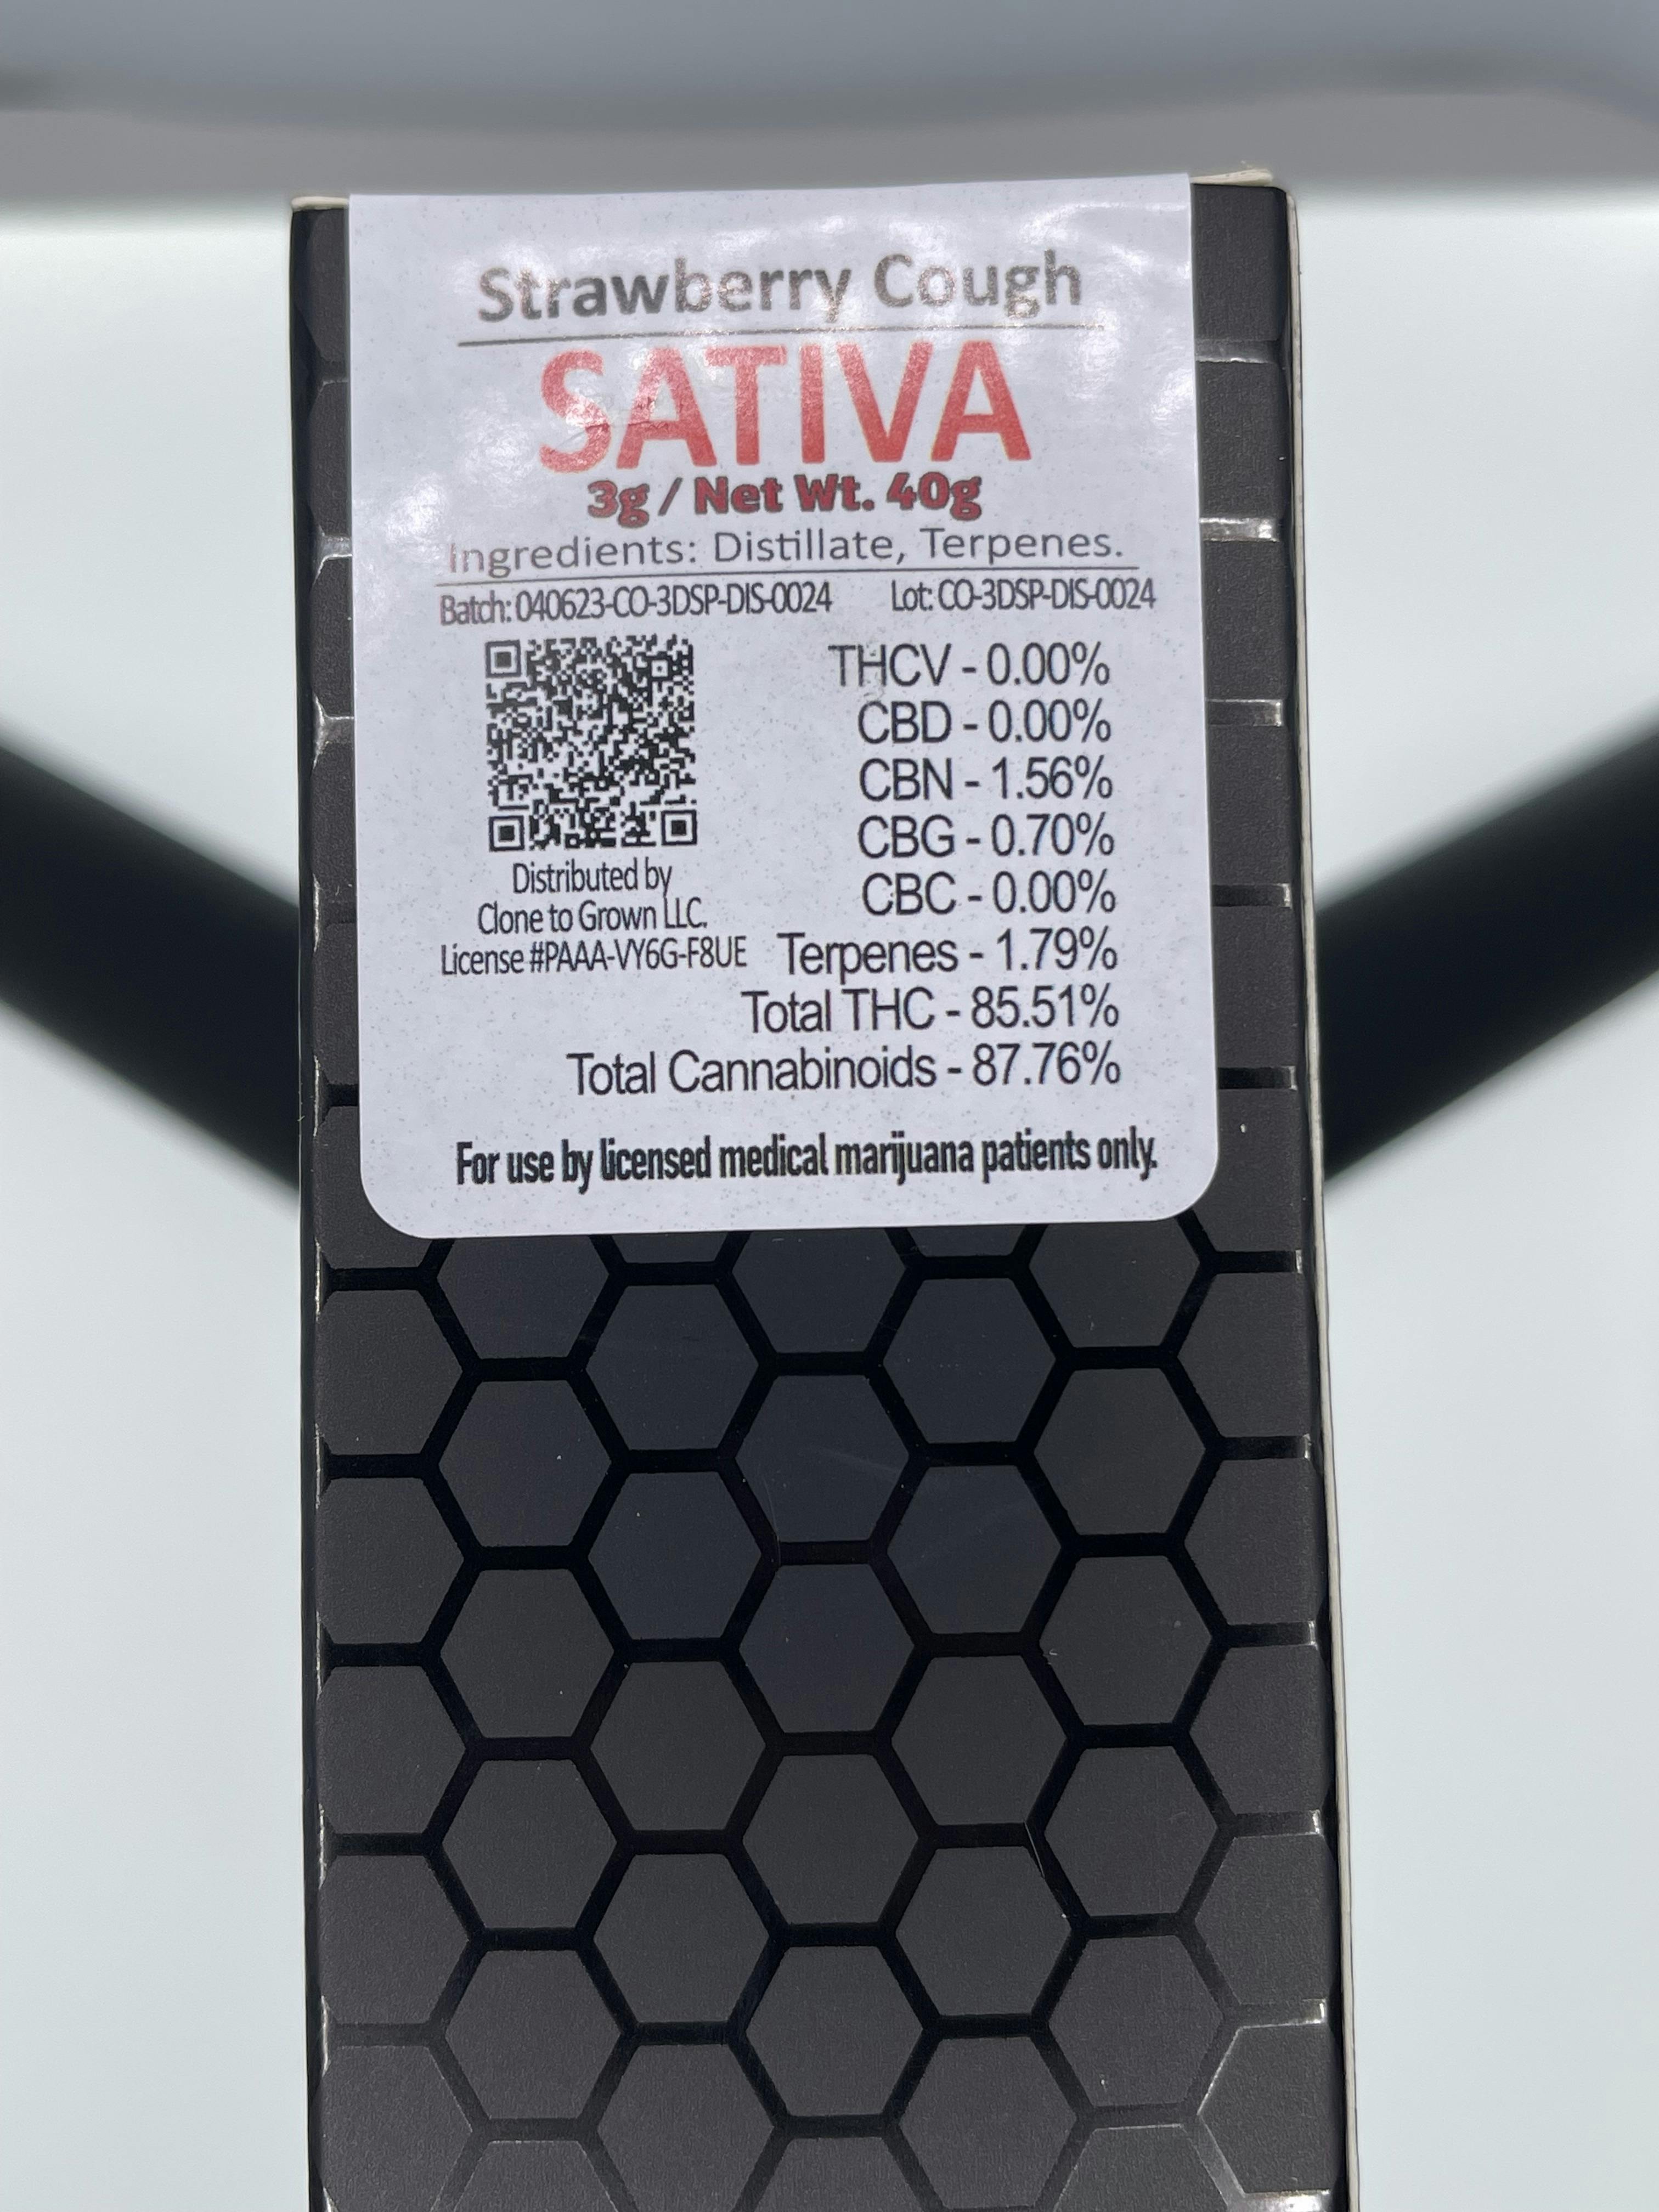 Strawberry Cough
SATIVA
3g / Net Wt. 40g
Ingredients: Distillate, Terpenes.
Batch: 040623-CO-3DSP-DIS-0024 Lot: CO-3DSP-DIS-0024
THCV - 0.00%
CBD - 0.00%
CBN - 1.56%
CBG - 0.70%
CBC - 0.00%
Terpenes - 1.79%
Total THC - 85.51%
Total Cannabinoids - 87.76%
Distributed by
Clone to Grown LLC.
License #PAAA-VY6G-F8UE
For use by licensed medical marijuana patients only.